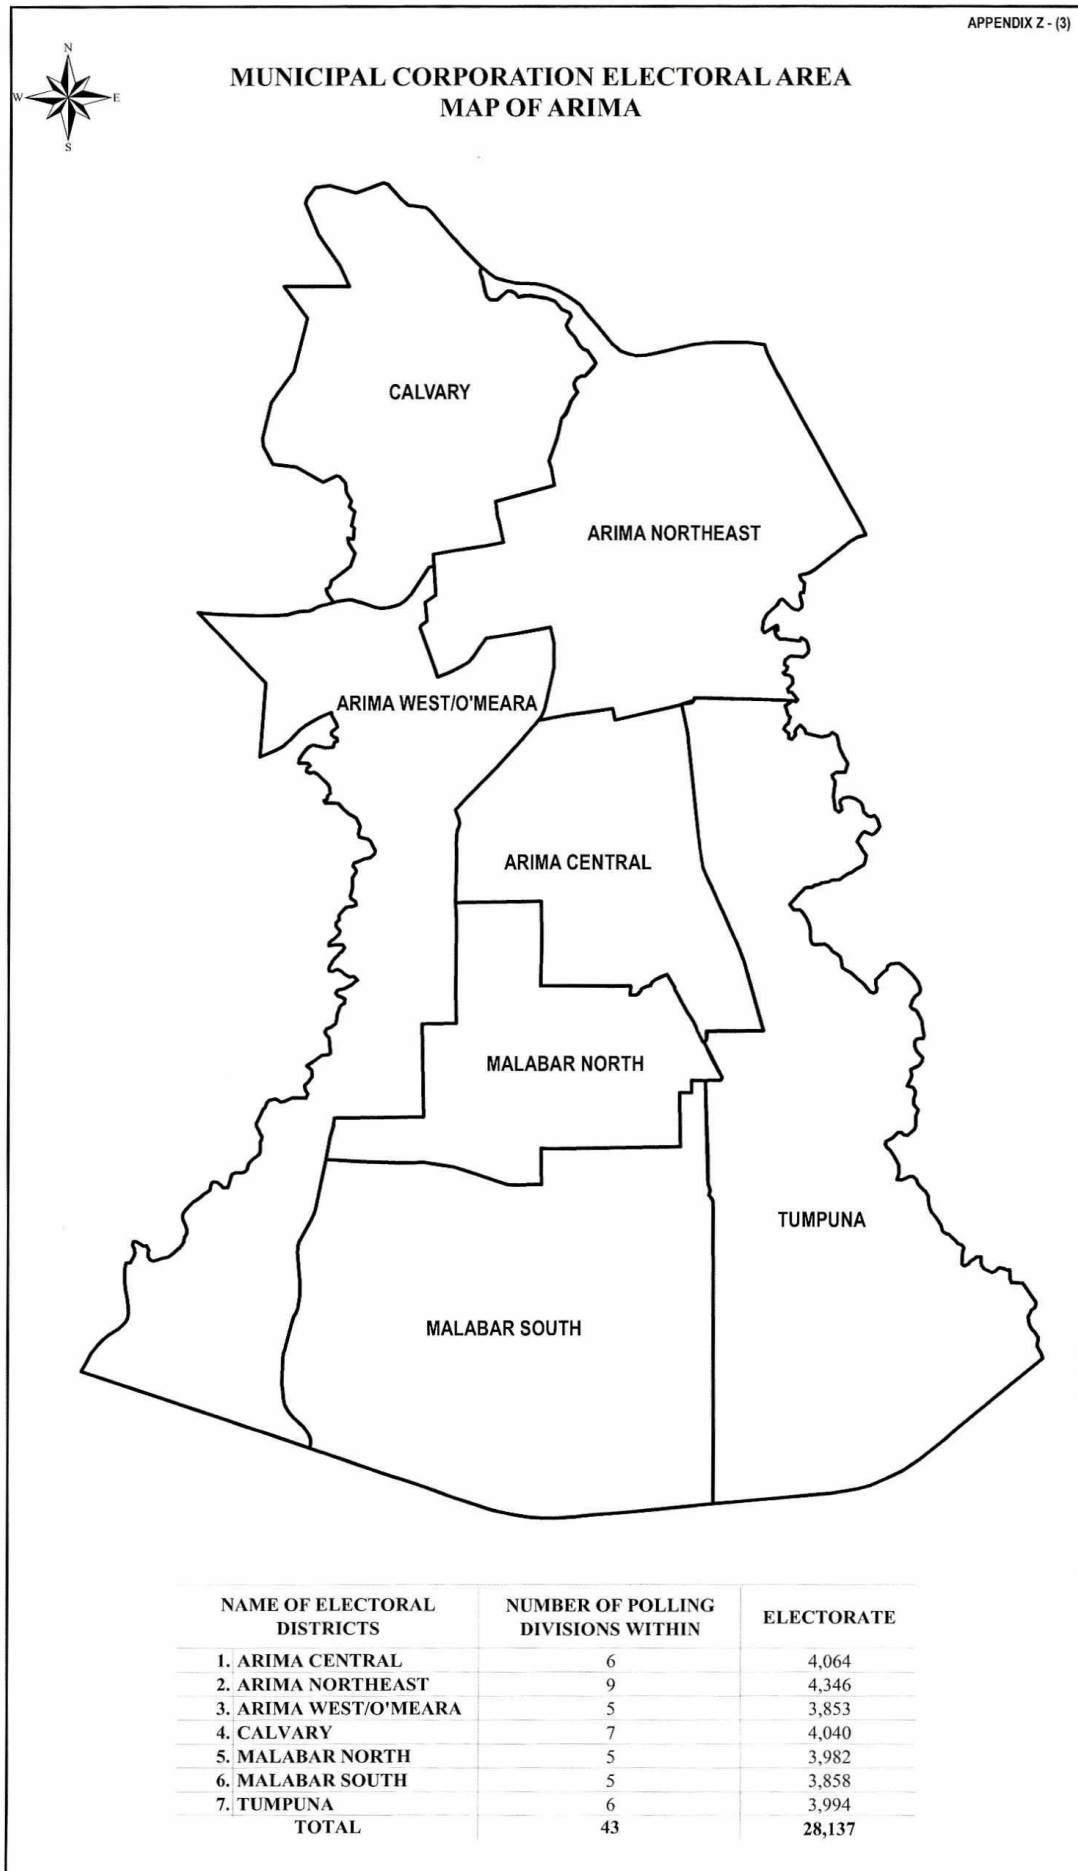 APPENDIX Z - (3)
N
W E
S
MUNICIPAL CORPORATION ELECTORAL AREA
MAP OF ARIMA
CALVARY
ARIMA NORTHEAST
ARIMA WEST/O'MEARA
ARIMA CENTRAL
MALABAR NORTH
TUMPUNA
MALABAR SOUTH
NAME OF ELECTORAL DISTRICTS NUMBER OF POLLING DIVISIONS WITHIN ELECTORATE
1. ARIMA CENTRAL 6 4,064
2. ARIMA NORTHEAST 9 4,346
3. ARIMA WEST/O'MEARA 5 3,853
4. CALVARY 7 4,040
5. MALABAR NORTH 5 3,982
6. MALABAR SOUTH 5 3,858
7. TUMPUNA 6 3,994
TOTAL 43 28,137